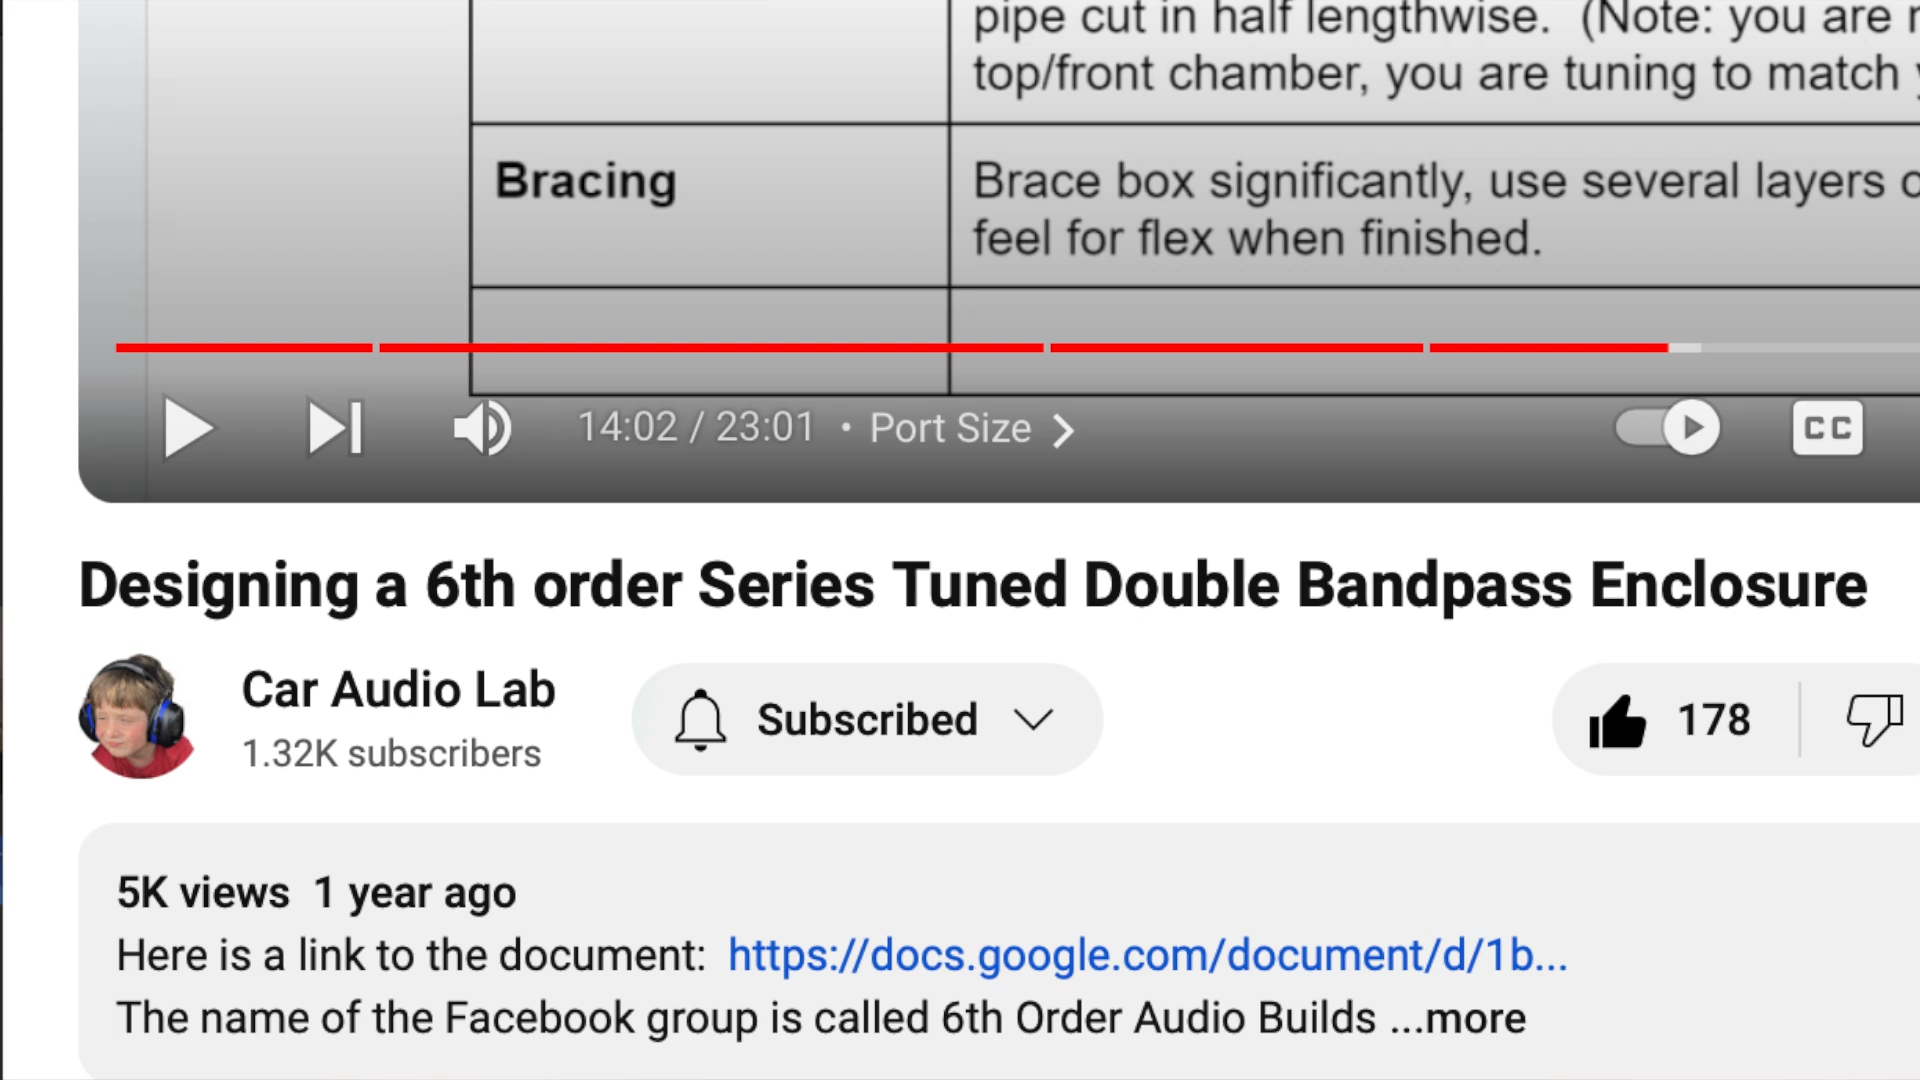 pipe cut in half lengthwise. (Note: you are
top/front chamber, you are tuning to match
Bracing
Brace box significantly, use several layers
feel for flex when finished.
14:02 / 23:01 • Port Size
CC
Designing a 6th order Series Tuned Double Bandpass Enclosure
Car Audio Lab
1.32K subscribers
Subscribed
178
5K views 1 year ago
Here is a link to the document: https://docs.google.com/document/d/1b...
The name of the Facebook group is called 6th Order Audio Builds ...more